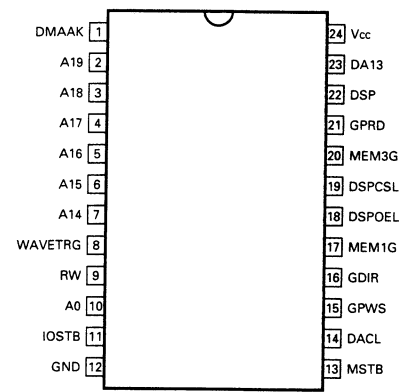 DMAAK 1 24 Vcc
A19 2 23 DA13
A18 3 22 DSP
A17 4 21 GPRD
A16 5 20 MEM3G
A15 6 19 DSPCSL
A14 7 18 DSPOEL
WAVETRG 8 17 MEM1G
RW 9 16 GDIR
A0 10 15 GPWS
IOSTB 11 14 DACL
GND 12 13 MSTB